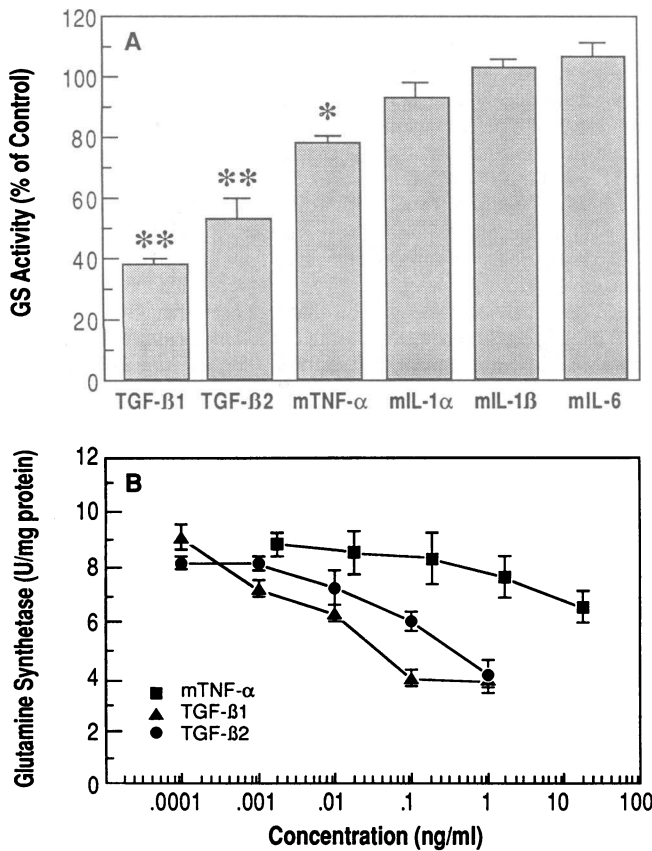 A
GS Activity (% of Control)
120
100
80
60
40
20
0
**
**
*
TGF-ß1 TGF-ß2 mTNF-α mIL-1α mIL-1ß mIL-6
B
Glutamine Synthetase (U/mg protein)
12
10
8
6
4
2
0
mTNF-α
TGF-ß1
TGF-ß2
.0001 .001 .01 .1 1 10 100
Concentration (ng/ml)